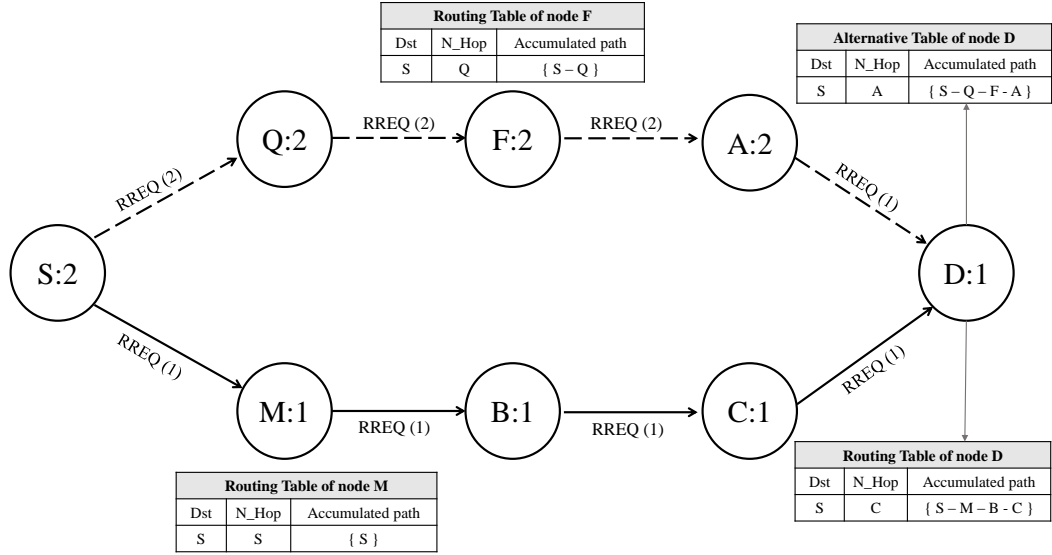 Routing Table of node F
Dst N_Hop Accumulated path
S Q { S – Q }
Alternative Table of node D
Dst N_Hop Accumulated path
S A { S – Q – F - A }
Q:2 RREQ (2) F:2 RREQ (2) A:2
RREQ (2)
RREQ (1)
S:2
D:1
RREQ (1)
RREQ (1)
M:1 RREQ (1) B:1 RREQ (1) C:1
Routing Table of node D
Dst N_Hop Accumulated path
S C { S – M – B - C }
Routing Table of node M
Dst N_Hop Accumulated path
S S { S }